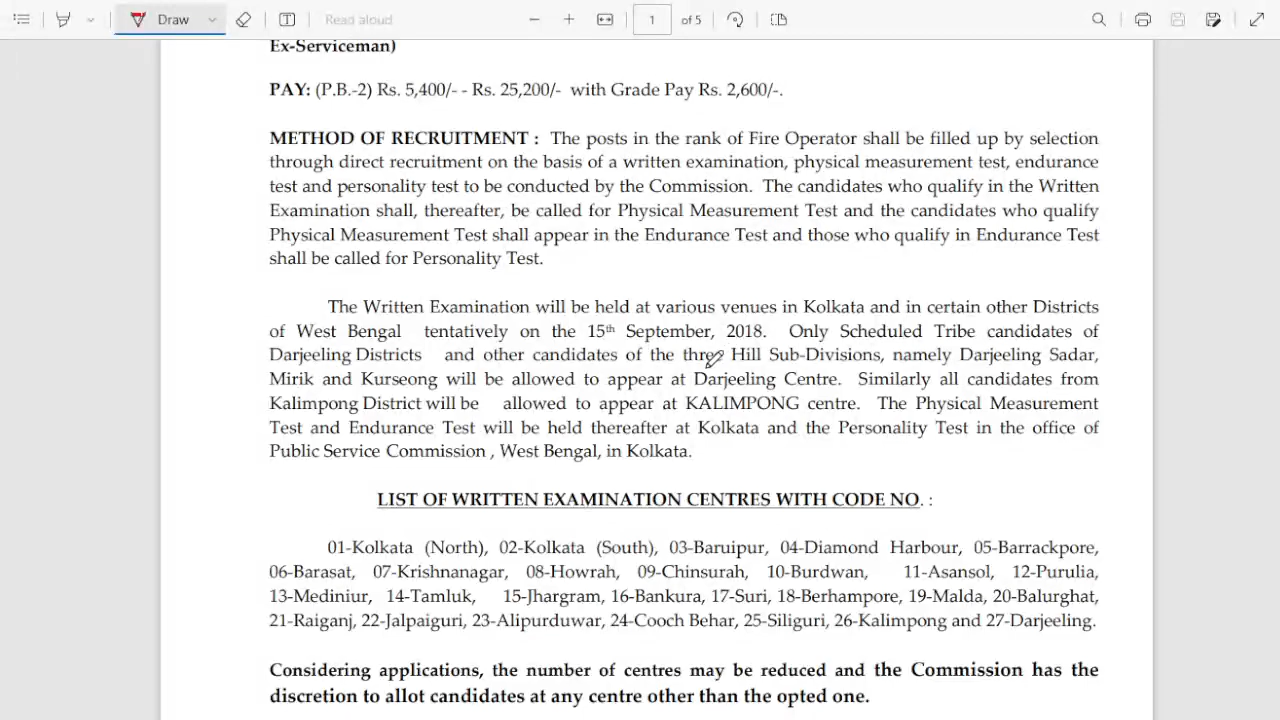 Draw
Read aloud
1 of 5
Ex-Serviceman)
PAY: (P.B.-2) Rs. 5,400/- - Rs. 25,200/- with Grade Pay Rs. 2,600/-.
METHOD OF RECRUITMENT : The posts in the rank of Fire Operator shall be filled up by selection
through direct recruitment on the basis of a written examination, physical measurement test, endurance
test and personality test to be conducted by the Commission. The candidates who qualify in the Written
Examination shall, thereafter, be called for Physical Measurement Test and the candidates who qualify
Physical Measurement Test shall appear in the Endurance Test and those who qualify in Endurance Test
shall be called for Personality Test.
The Written Examination will be held at various venues in Kolkata and in certain other Districts
of West Bengal tentatively on the 15th September, 2018. Only Scheduled Tribe candidates of
Darjeeling Districts and other candidates of the three Hill Sub-Divisions, namely Darjeeling Sadar,
Mirik and Kurseong will be allowed to appear at Darjeeling Centre. Similarly all candidates from
Kalimpong District will be allowed to appear at KALIMPONG centre. The Physical Measurement
Test and Endurance Test will be held thereafter at Kolkata and the Personality Test in the office of
Public Service Commission , West Bengal, in Kolkata.
LIST OF WRITTEN EXAMINATION CENTRES WITH CODE NO. :
01-Kolkata (North), 02-Kolkata (South), 03-Baruipur, 04-Diamond Harbour, 05-Barrackpore,
06-Barasat, 07-Krishnanagar, 08-Howrah, 09-Chinsurah, 10-Burdwan, 11-Asansol, 12-Purulia,
13-Mediniur, 14-Tamluk, 15-Jhargram, 16-Bankura, 17-Suri, 18-Berhampore, 19-Malda, 20-Balurghat,
21-Raiganj, 22-Jalpaiguri, 23-Alipurduwar, 24-Cooch Behar, 25-Siliguri, 26-Kalimpong and 27-Darjeeling.
Considering applications, the number of centres may be reduced and the Commission has the
discretion to allot candidates at any centre other than the opted one.